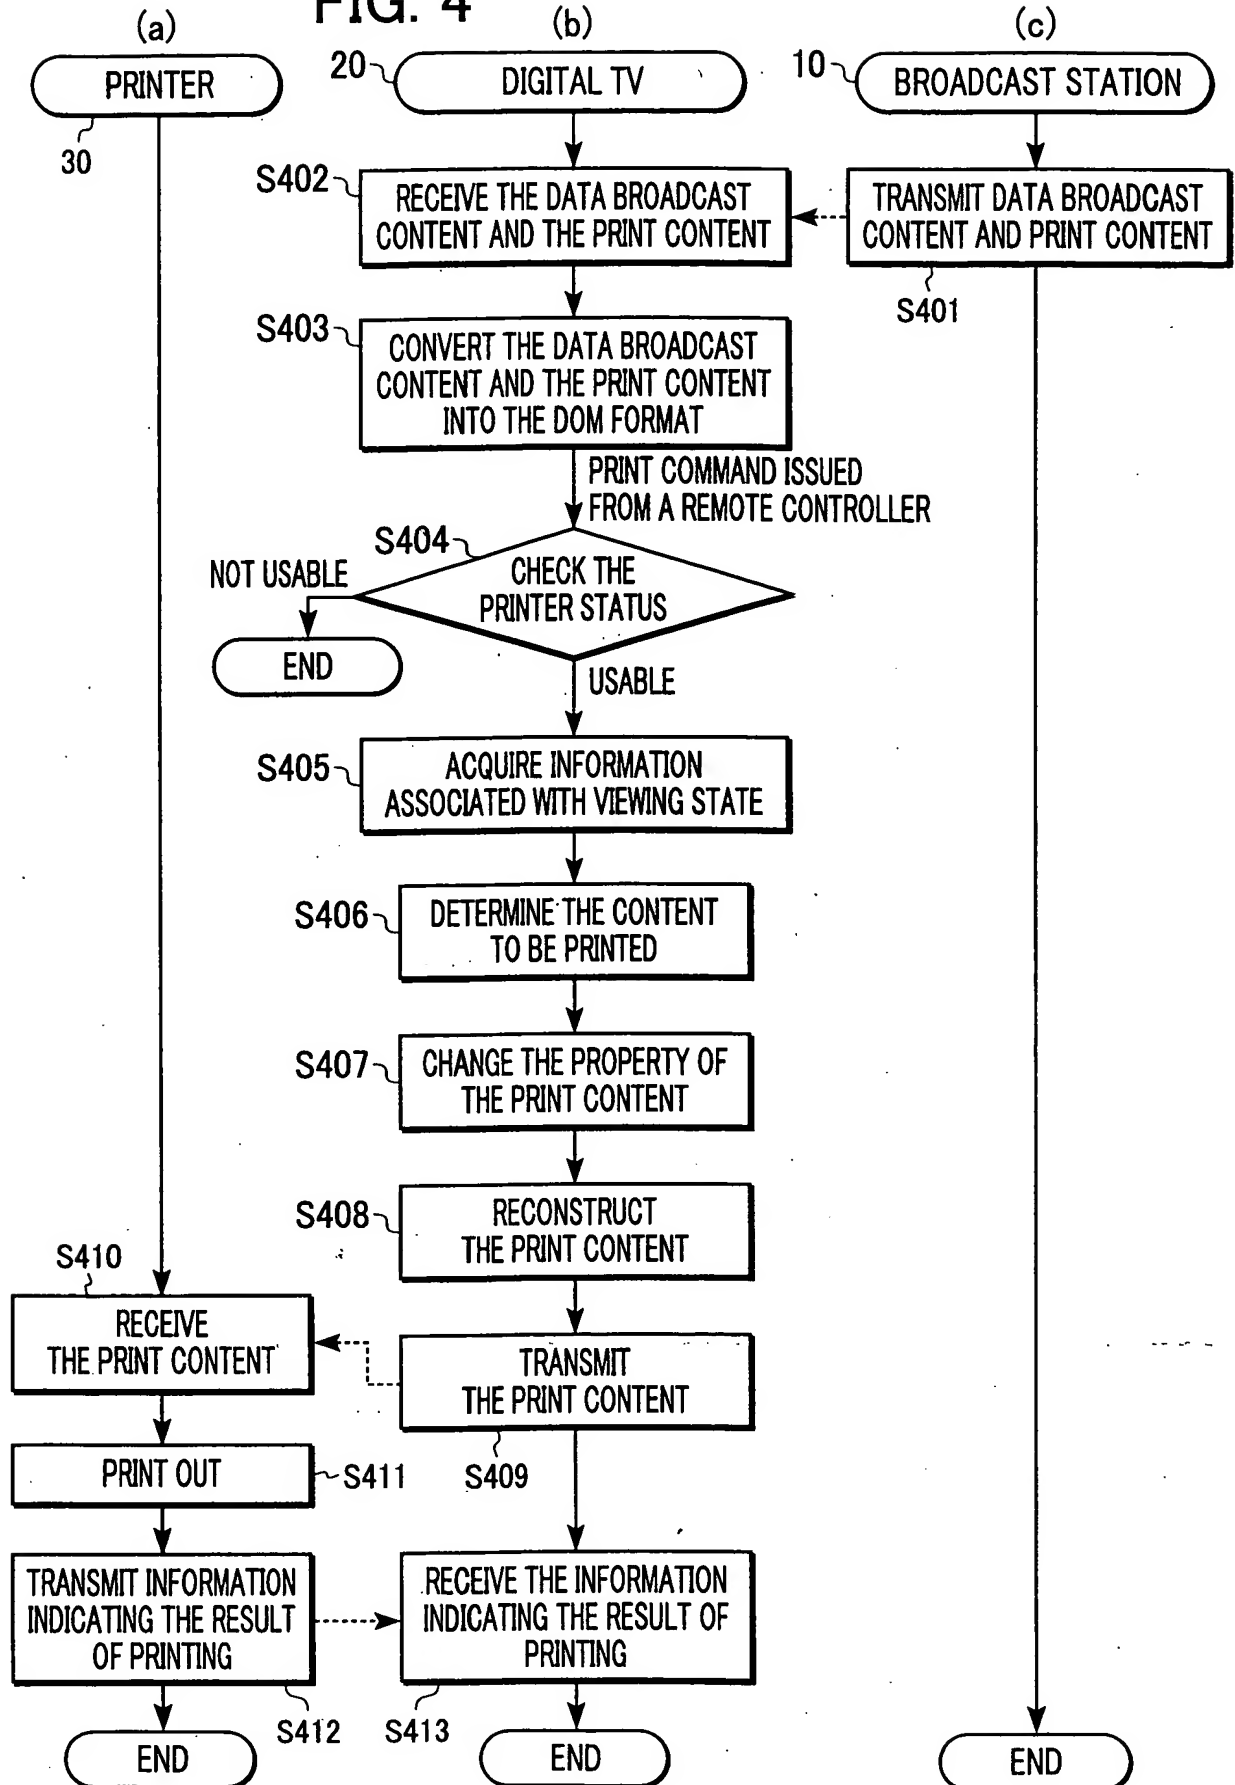 FIG. 4
(a)
(b)
(c)
PRINTER
30
20
DIGITAL TV
10
BROADCAST STATION
S402
RECEIVE THE DATA BROADCAST
CONTENT AND THE PRINT CONTENT
TRANSMIT DATA BROADCAST
CONTENT AND PRINT CONTENT
S401
S403
CONVERT THE DATA BROADCAST
CONTENT AND THE PRINT CONTENT
INTO THE DOM FORMAT
PRINT COMMAND ISSUED
FROM A REMOTE CONTROLLER
S404
CHECK THE
PRINTER STATUS
NOT USABLE
END
USABLE
S405
ACQUIRE INFORMATION
ASSOCIATED WITH VIEWING STATE
S406
DETERMINE THE CONTENT
TO BE PRINTED
S407
CHANGE THE PROPERTY OF
THE PRINT CONTENT
S408
RECONSTRUCT
THE PRINT CONTENT
S410
RECEIVE
THE PRINT CONTENT
TRANSMIT
THE PRINT CONTENT
S409
PRINT OUT
S411
TRANSMIT INFORMATION
INDICATING THE RESULT
OF PRINTING
S412
RECEIVE THE INFORMATION
INDICATING THE RESULT OF
PRINTING
S413
END
END
END